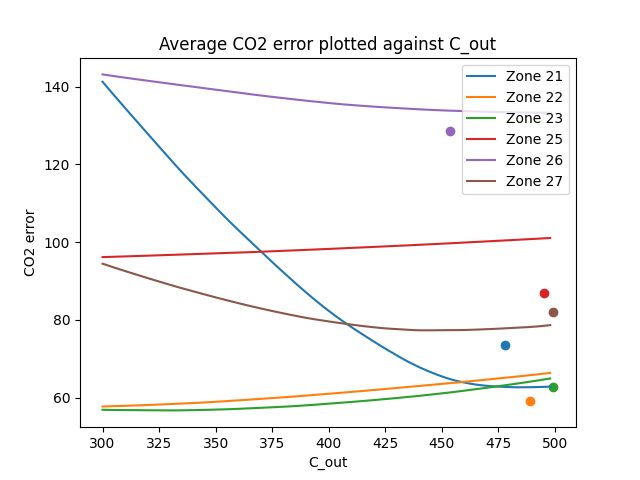 Average CO2 error plotted against C_out
CO2 error
140
120
100
80
60
Zone 21
Zone 22
Zone 23
Zone 25
Zone 26
Zone 27
300 325 350 375 400 425 450 475 500
C_out